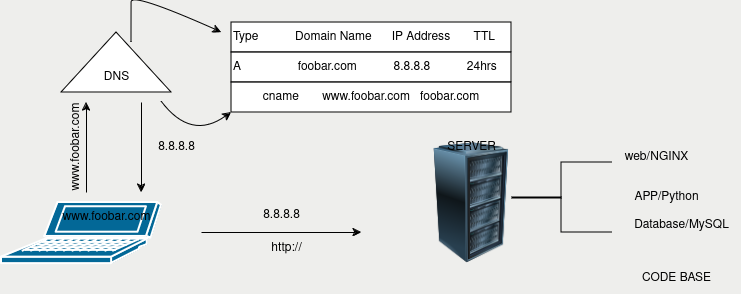 Type Domain Name IP Address TTL
A foobar.com 8.8.8.8 24hrs
cname www.foobar.com foobar.com
DNS
www.foobar.com
8.8.8.8
www.foobar.com
8.8.8.8
http://
SERVER
web/NGINX
APP/Python
Database/MySQL
CODE BASE